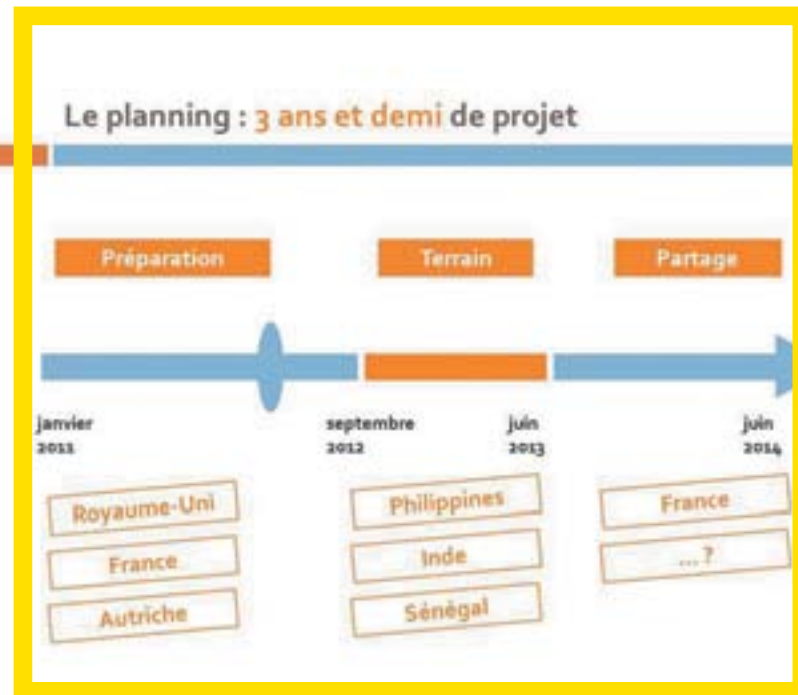 Le planning : 3 ans et demi de projet
Préparation
Terrain
Partage
janvier
2011
septembre
2012
juin
2013
juin
2014
Royaume-Uni
France
Autriche
Philippines
Inde
Sénégal
France
... ?